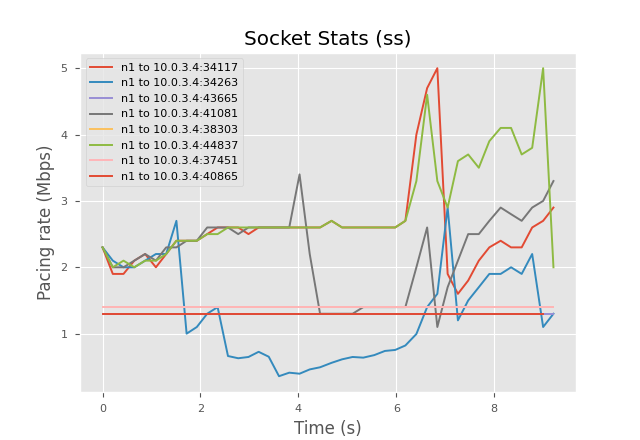 Socket Stats (ss)
n1 to 10.0.3.4:34117
n1 to 10.0.3.4:34263
n1 to 10.0.3.4:43665
n1 to 10.0.3.4:41081
n1 to 10.0.3.4:38303
n1 to 10.0.3.4:44837
n1 to 10.0.3.4:37451
n1 to 10.0.3.4:40865
Pacing rate (Mbps)
5
4
3
2
1
0 2 4 6 8
Time (s)